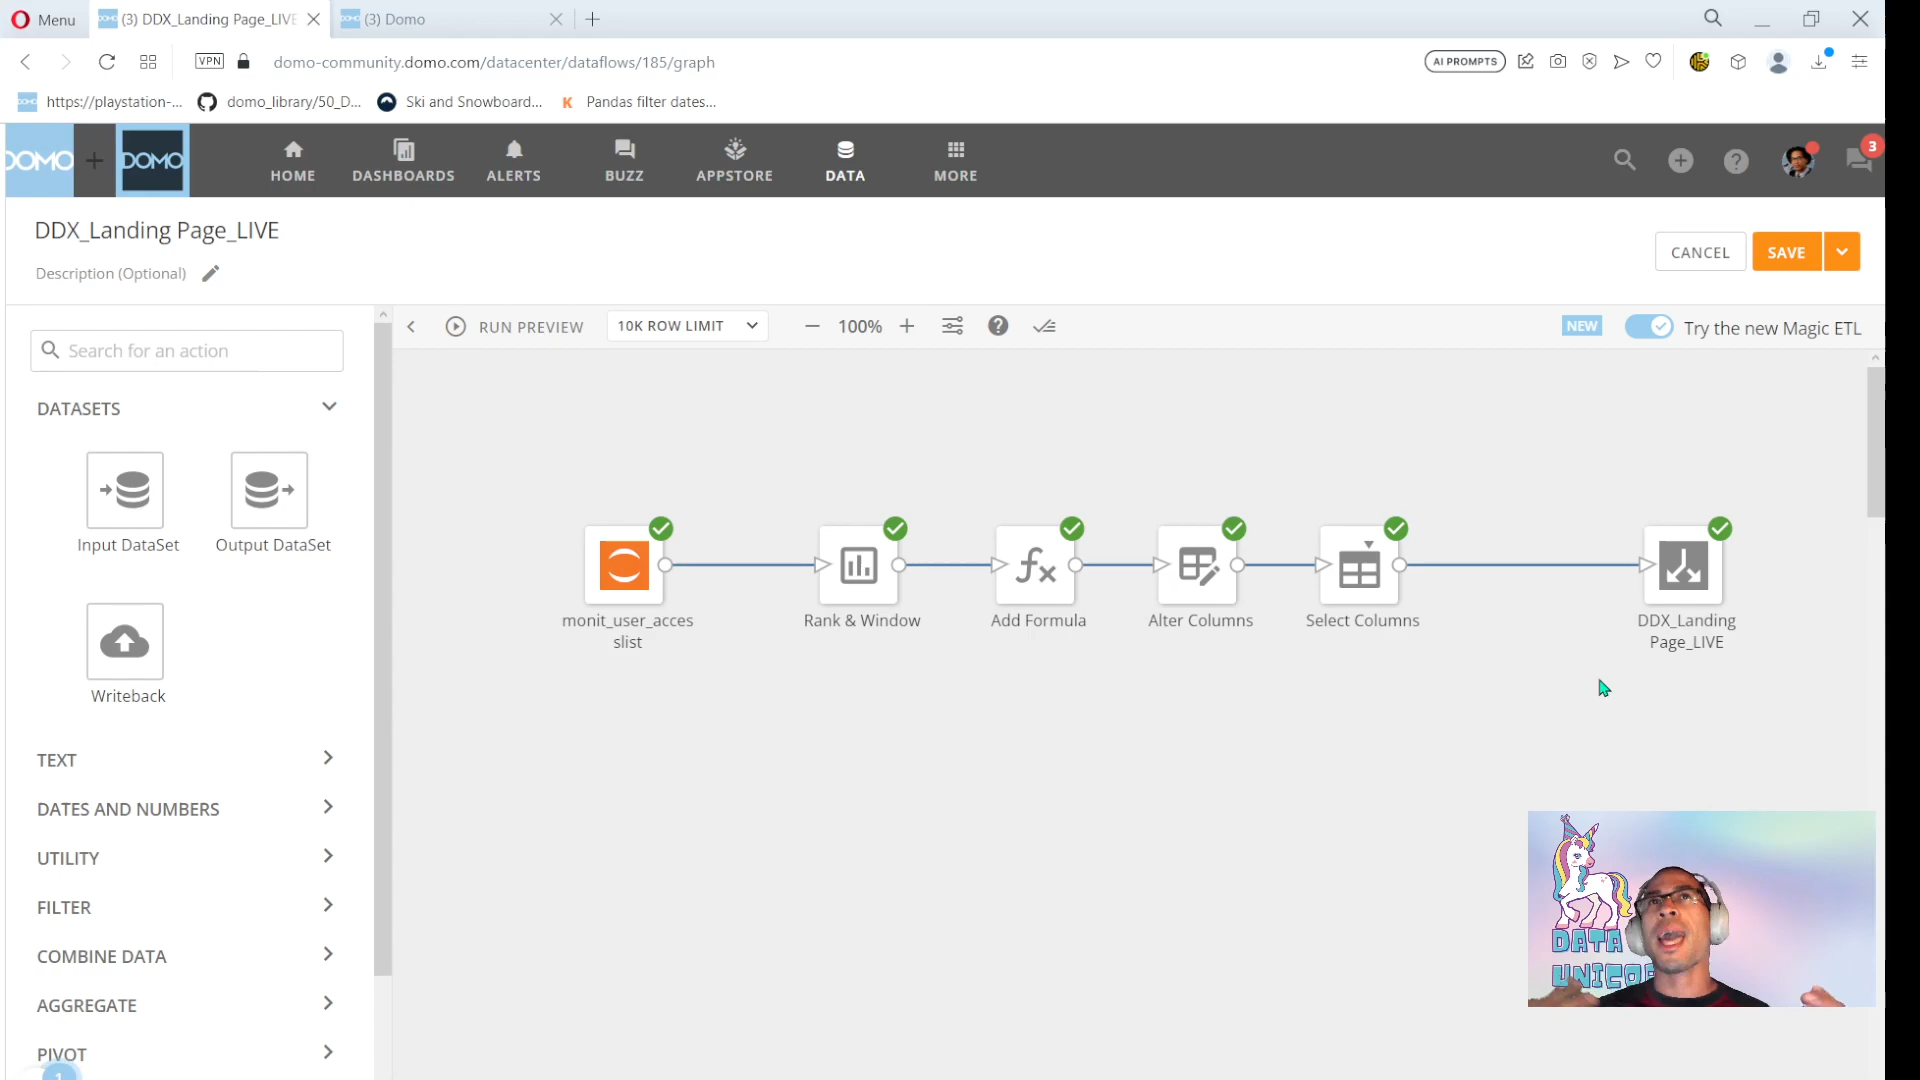 Menu
(3) DDX_Landing Page_LIVE
(3) Domo
VPN
domo-community.domo.com/datacenter/dataflows/185/graph
AI PROMPTS
https://playstation-...
domo_library/50_D...
Ski and Snowboard...
K Pandas filter dates...
DOMO
DOMO
HOME
DASHBOARDS
ALERTS
BUZZ
APPSTORE
DATA
MORE
3
DDX_Landing Page_LIVE
Description (Optional)
CANCEL
SAVE
Search for an action
RUN PREVIEW
10K ROW LIMIT
100%
NEW
Try the new Magic ETL
DATASETS
Input DataSet
Output DataSet
Writeback
TEXT
DATES AND NUMBERS
UTILITY
FILTER
COMBINE DATA
AGGREGATE
PIVOT
1
monit_user_acces
slist
Rank & Window
Add Formula
Alter Columns
Select Columns
DDX_Landing
Page_LIVE
DATA